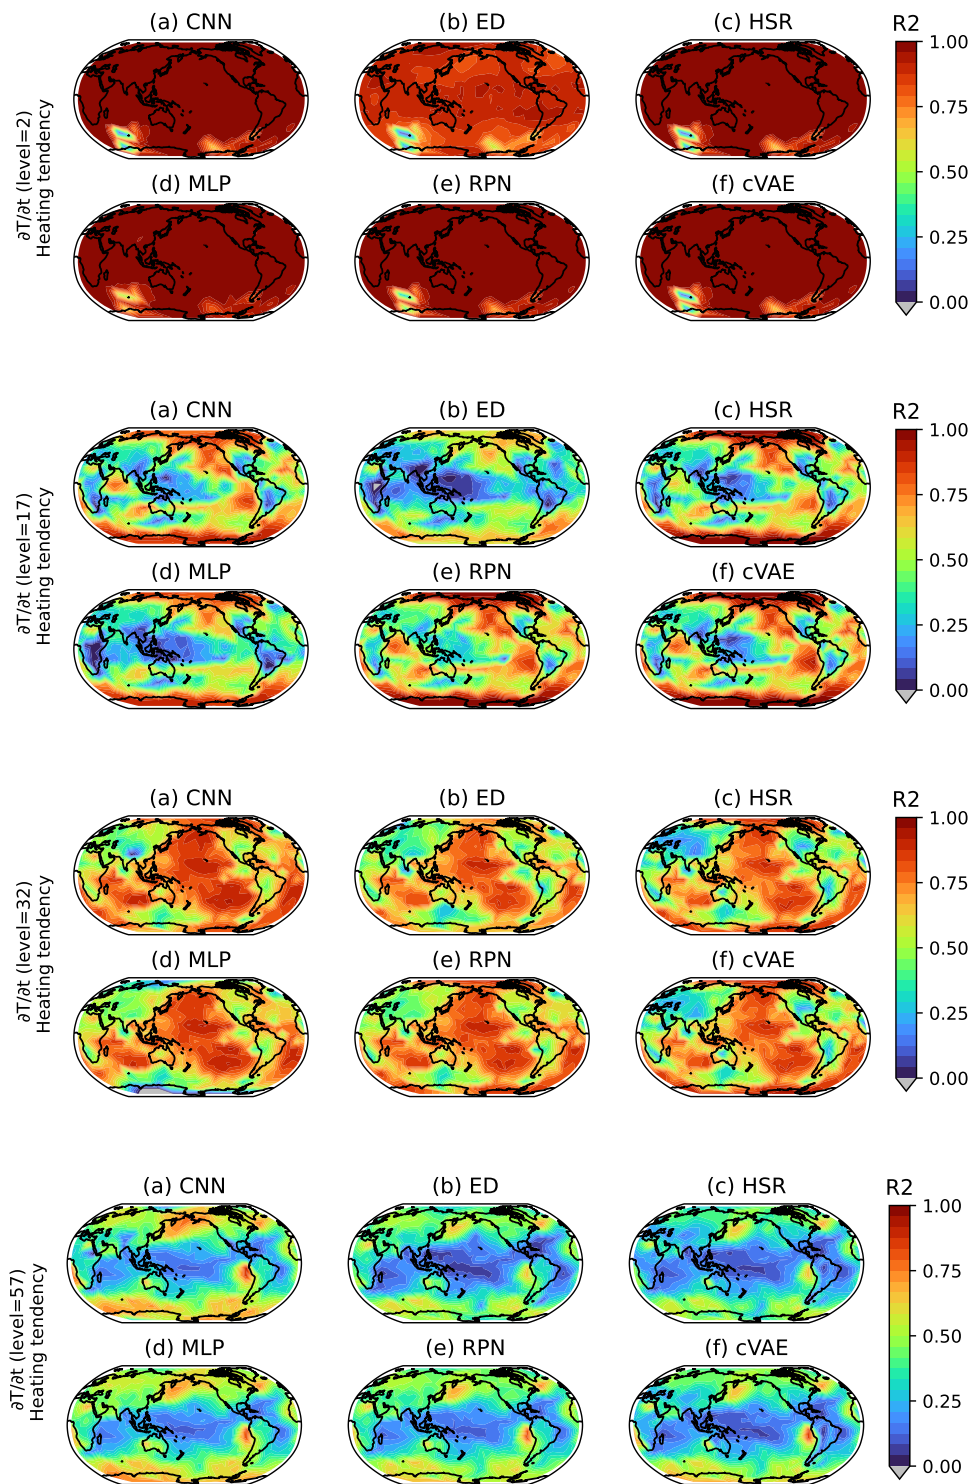 (a) CNN
(b) ED
(c) HSR
R2
(d) MLP
(e) RPN
(f) cVAE
1.00
0.75
0.50
0.25
0.00
∂T/∂t (level=2)
Heating tendency
(a) CNN
(b) ED
(c) HSR
R2
(d) MLP
(e) RPN
(f) cVAE
1.00
0.75
0.50
0.25
0.00
∂T/∂t (level=17)
Heating tendency
(a) CNN
(b) ED
(c) HSR
R2
(d) MLP
(e) RPN
(f) cVAE
1.00
0.75
0.50
0.25
0.00
∂T/∂t (level=32)
Heating tendency
(a) CNN
(b) ED
(c) HSR
R2
(d) MLP
(e) RPN
(f) cVAE
1.00
0.75
0.50
0.25
0.00
∂T/∂t (level=57)
Heating tendency